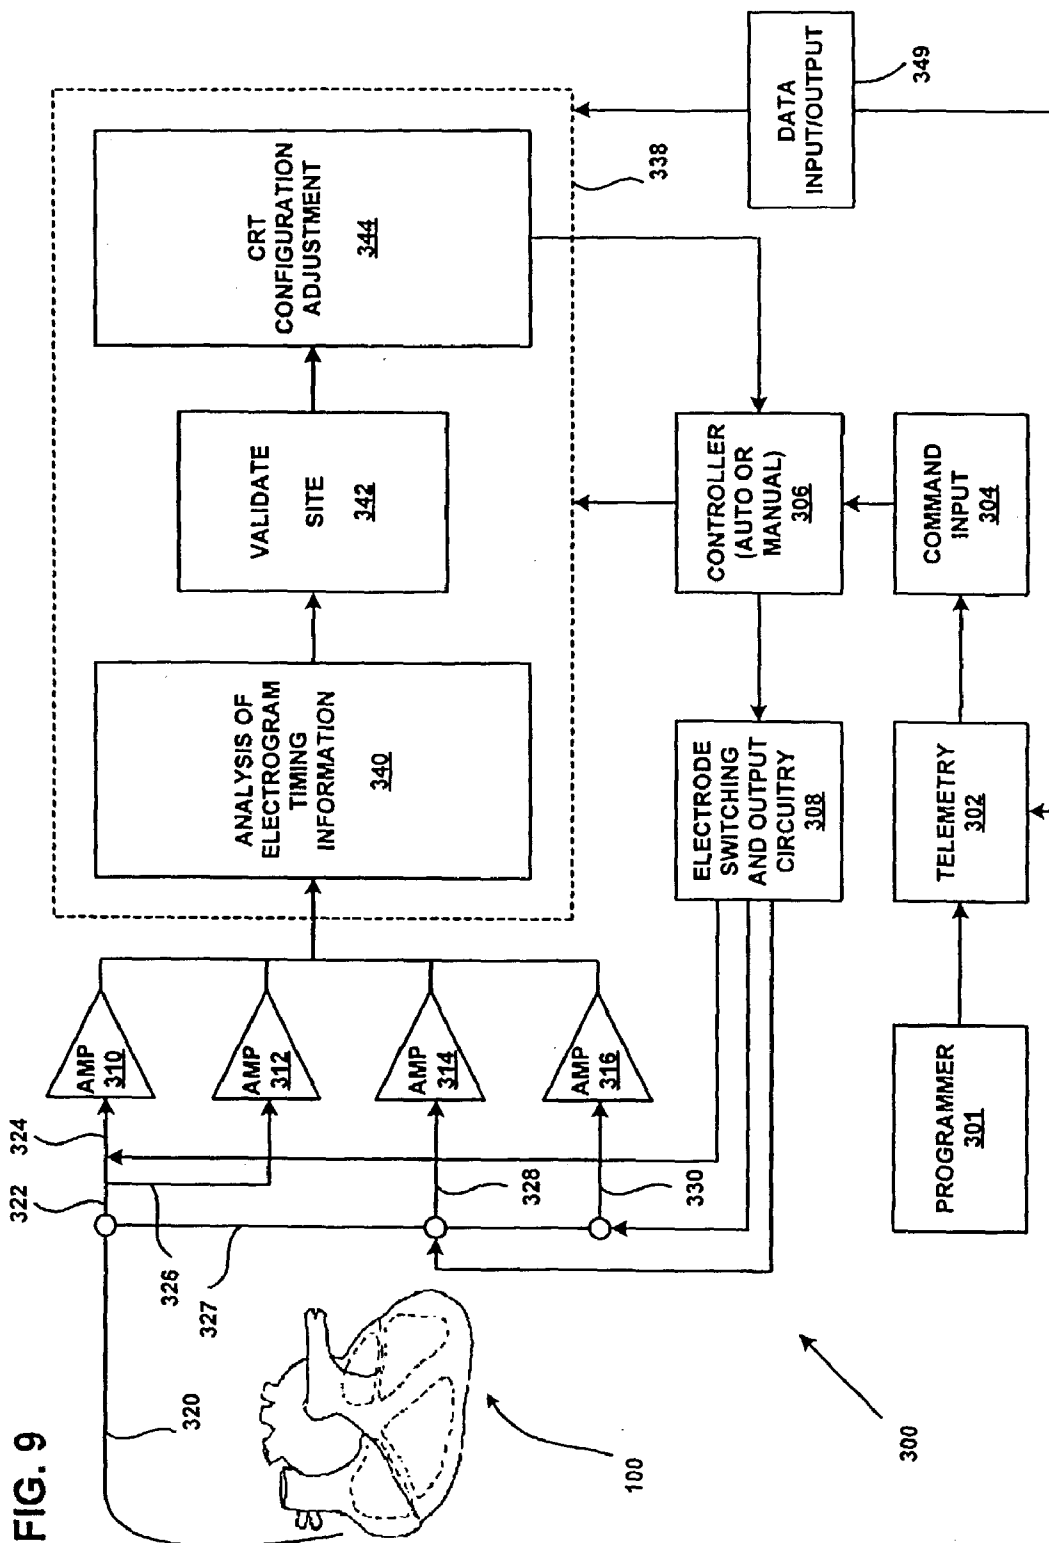 FIG. 9
320
322
324
326
327
328
330
100
300
AMP
310
AMP
312
AMP
314
AMP
316
ANALYSIS OF
ELECTROGRAM
TIMING
INFORMATION
340
VALIDATE
SITE
342
CRT
CONFIGURATION
ADJUSTMENT
344
338
ELECTRODE
SWITCHING
AND OUTPUT
CIRCUITRY
308
CONTROLLER
(AUTO OR
MANUAL)
306
DATA
INPUT/OUTPUT
349
PROGRAMMER
301
TELEMETRY
302
COMMAND
INPUT
304